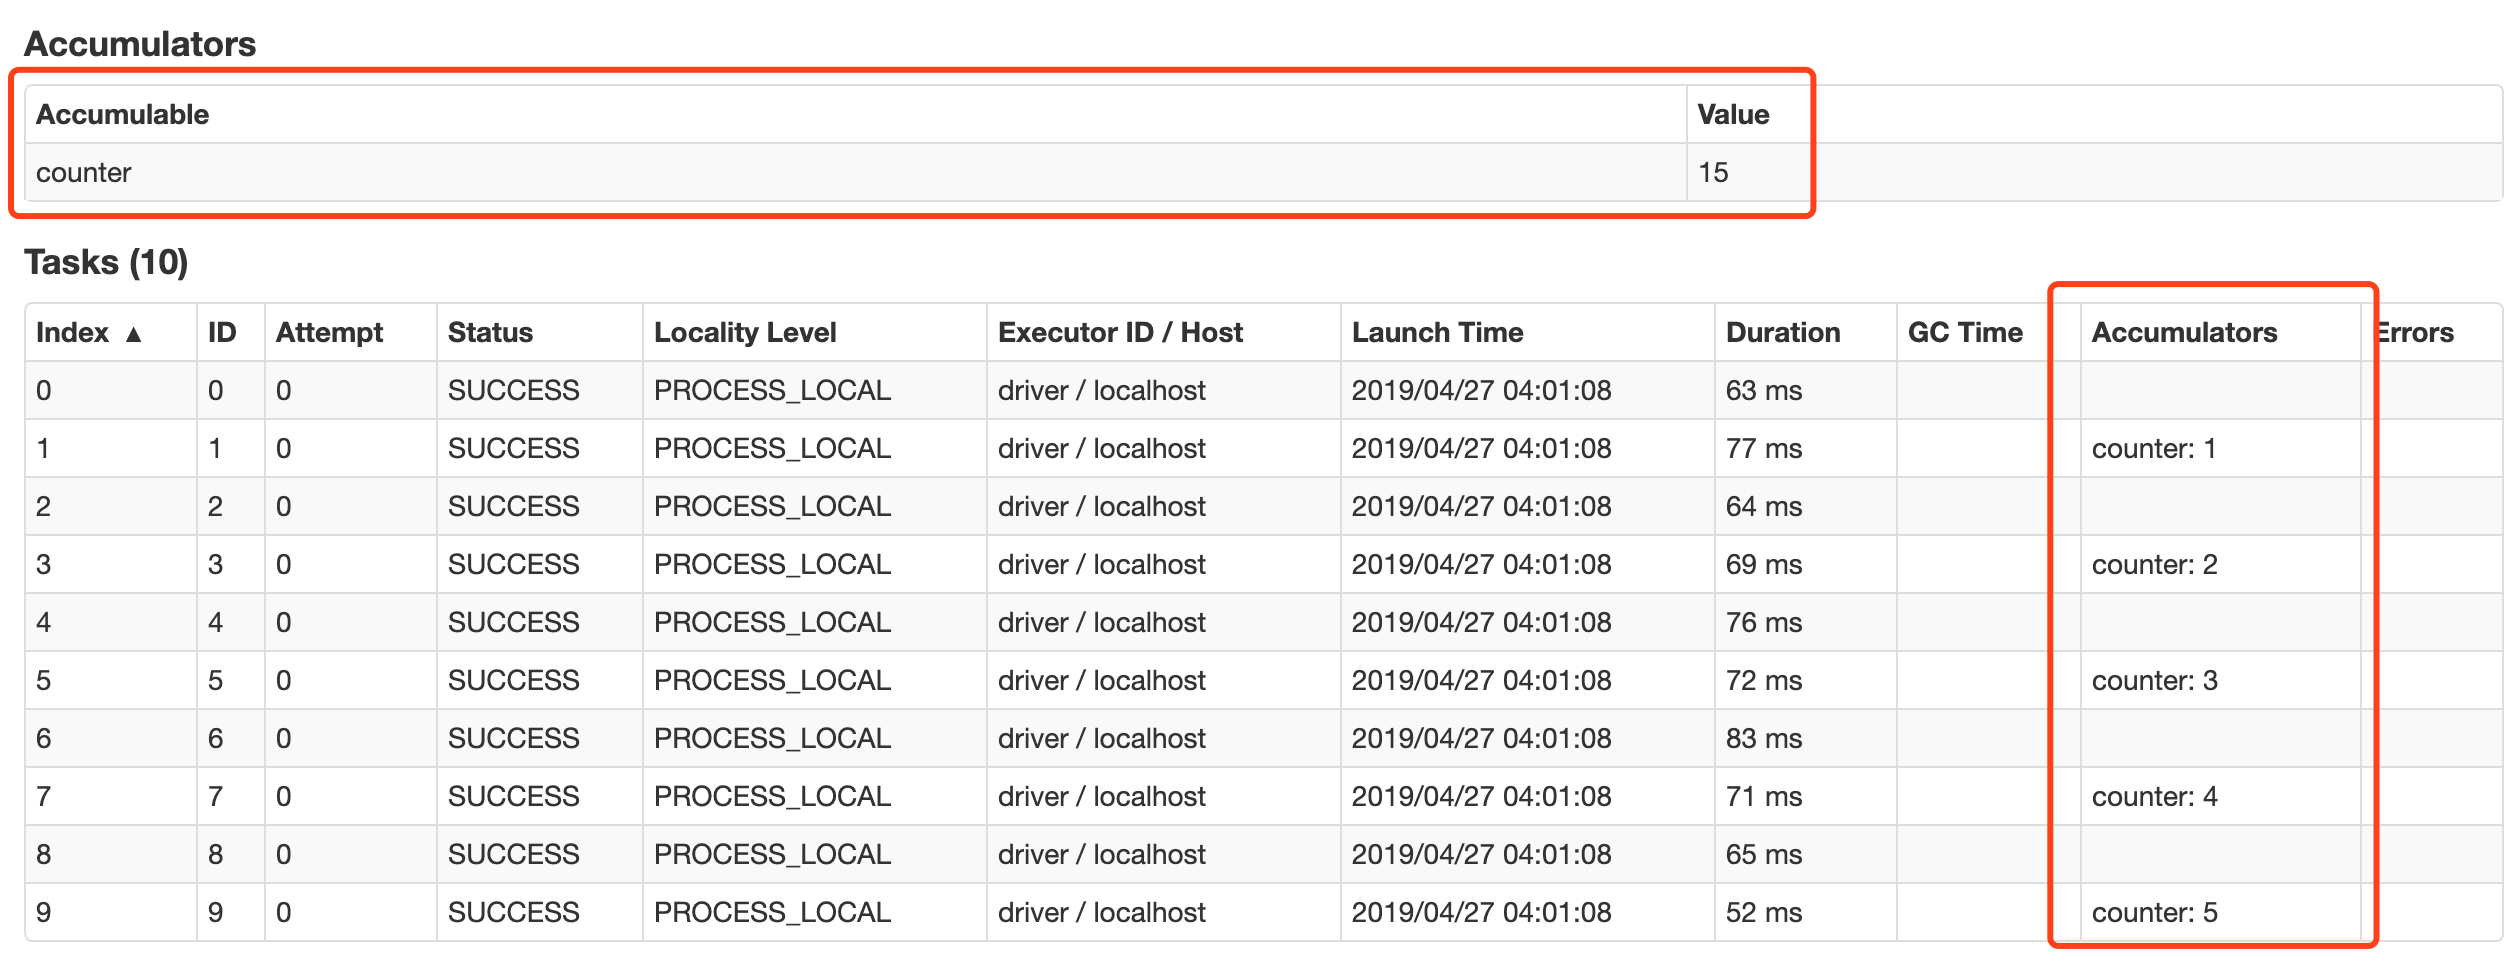 Accumulators
Accumulable Value
counter 15
Tasks (10)
Index ▲ ID Attempt Status Locality Level Executor ID / Host Launch Time Duration GC Time Accumulators Errors
0 0 0 SUCCESS PROCESS_LOCAL driver / localhost 2019/04/27 04:01:08 63 ms
1 1 0 SUCCESS PROCESS_LOCAL driver / localhost 2019/04/27 04:01:08 77 ms counter: 1
2 2 0 SUCCESS PROCESS_LOCAL driver / localhost 2019/04/27 04:01:08 64 ms
3 3 0 SUCCESS PROCESS_LOCAL driver / localhost 2019/04/27 04:01:08 69 ms counter: 2
4 4 0 SUCCESS PROCESS_LOCAL driver / localhost 2019/04/27 04:01:08 76 ms
5 5 0 SUCCESS PROCESS_LOCAL driver / localhost 2019/04/27 04:01:08 72 ms counter: 3
6 6 0 SUCCESS PROCESS_LOCAL driver / localhost 2019/04/27 04:01:08 83 ms
7 7 0 SUCCESS PROCESS_LOCAL driver / localhost 2019/04/27 04:01:08 71 ms counter: 4
8 8 0 SUCCESS PROCESS_LOCAL driver / localhost 2019/04/27 04:01:08 65 ms
9 9 0 SUCCESS PROCESS_LOCAL driver / localhost 2019/04/27 04:01:08 52 ms counter: 5